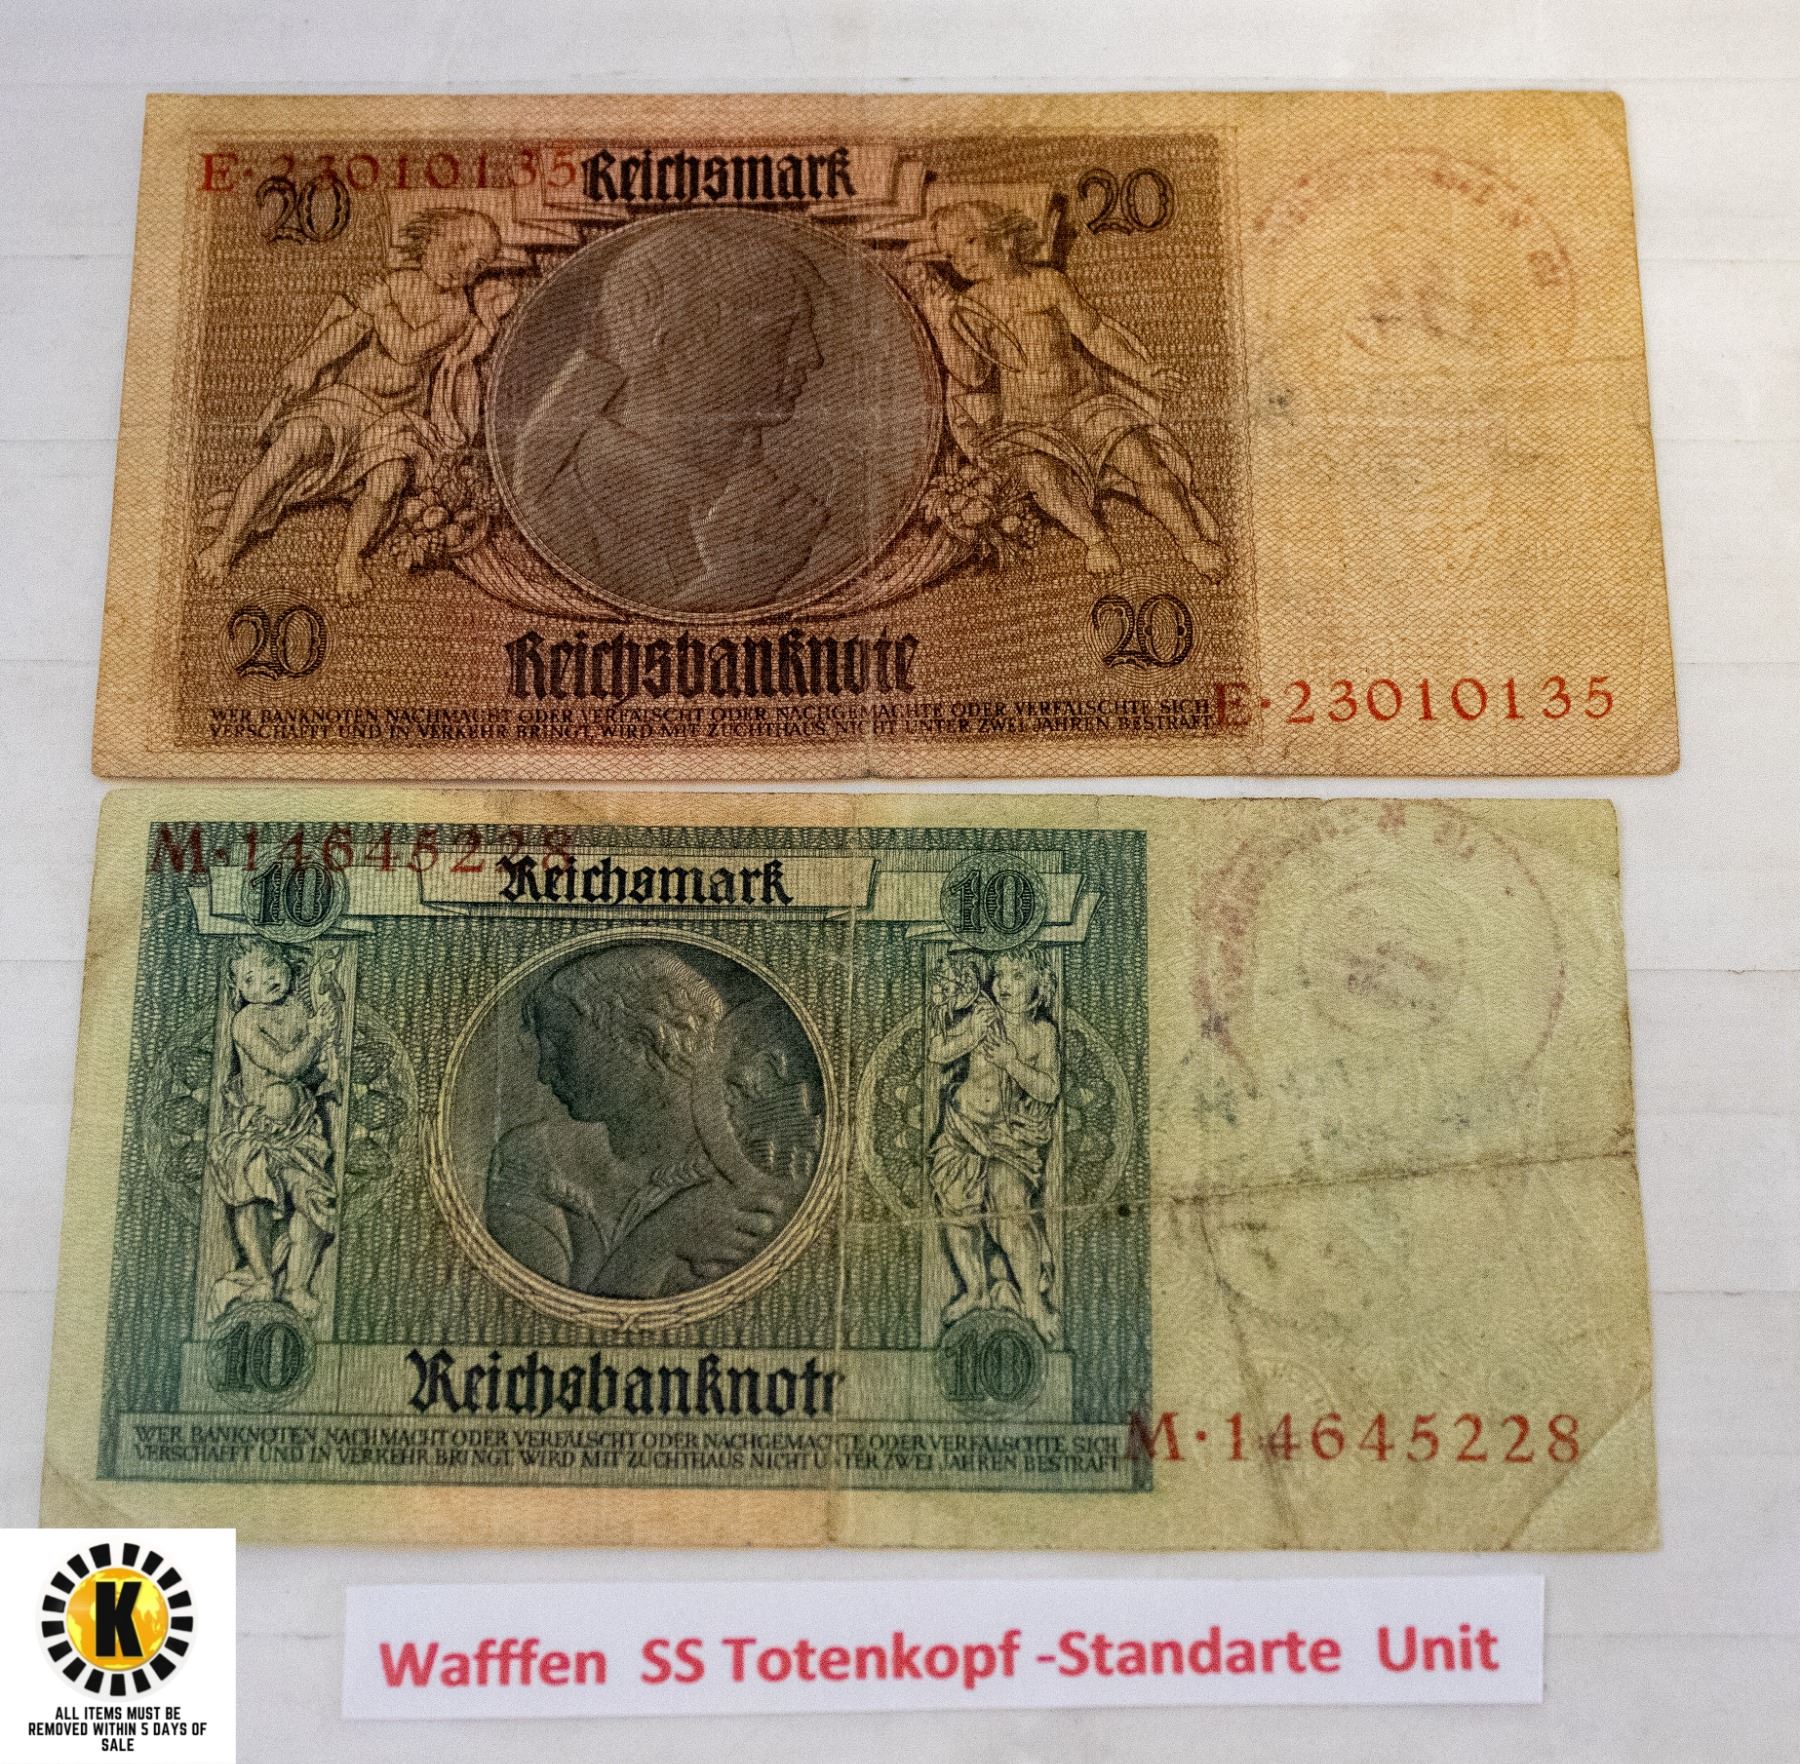 E·23010135
Reichsmark
20 20
20 20
Reichsbanknote
WER BANKNOTEN NACHMACHT ODER VERFÄLSCHT ODER NACHGEMACHTE ODER VERFÄLSCHTE SICH
VERSCHAFFT UND IN VERKEHR BRINGT, WIRD MIT ZUCHTHAUS NICHT UNTER ZWEI JAHREN BESTRAFT
E·23010135
M·14645228
Reichsmark
10 10
10 10
Reichsbanknote
WER BANKNOTEN NACHMACHT ODER VERFÄLSCHT ODER NACHGEMACHTE ODER VERFÄLSCHTE SICH
VERSCHAFFT UND IN VERKEHR BRINGT, WIRD MIT ZUCHTHAUS NICHT UNTER ZWEI JAHREN BESTRAFT
M·14645228
Wafffen SS Totenkopf -Standarte Unit
K
ALL ITEMS MUST BE
REMOVED WITHIN 5 DAYS OF
SALE